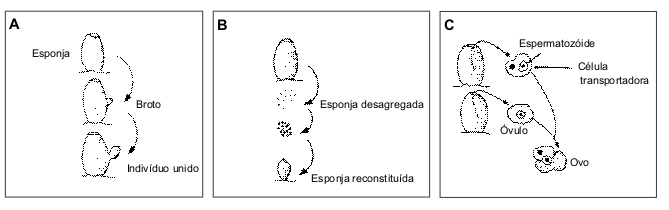 A
Esponja
Broto
Indivíduo unido
B
Esponja desagregada
Esponja reconstituída
C
Espermatozóide
Célula
transportadora
Óvulo
Ovo